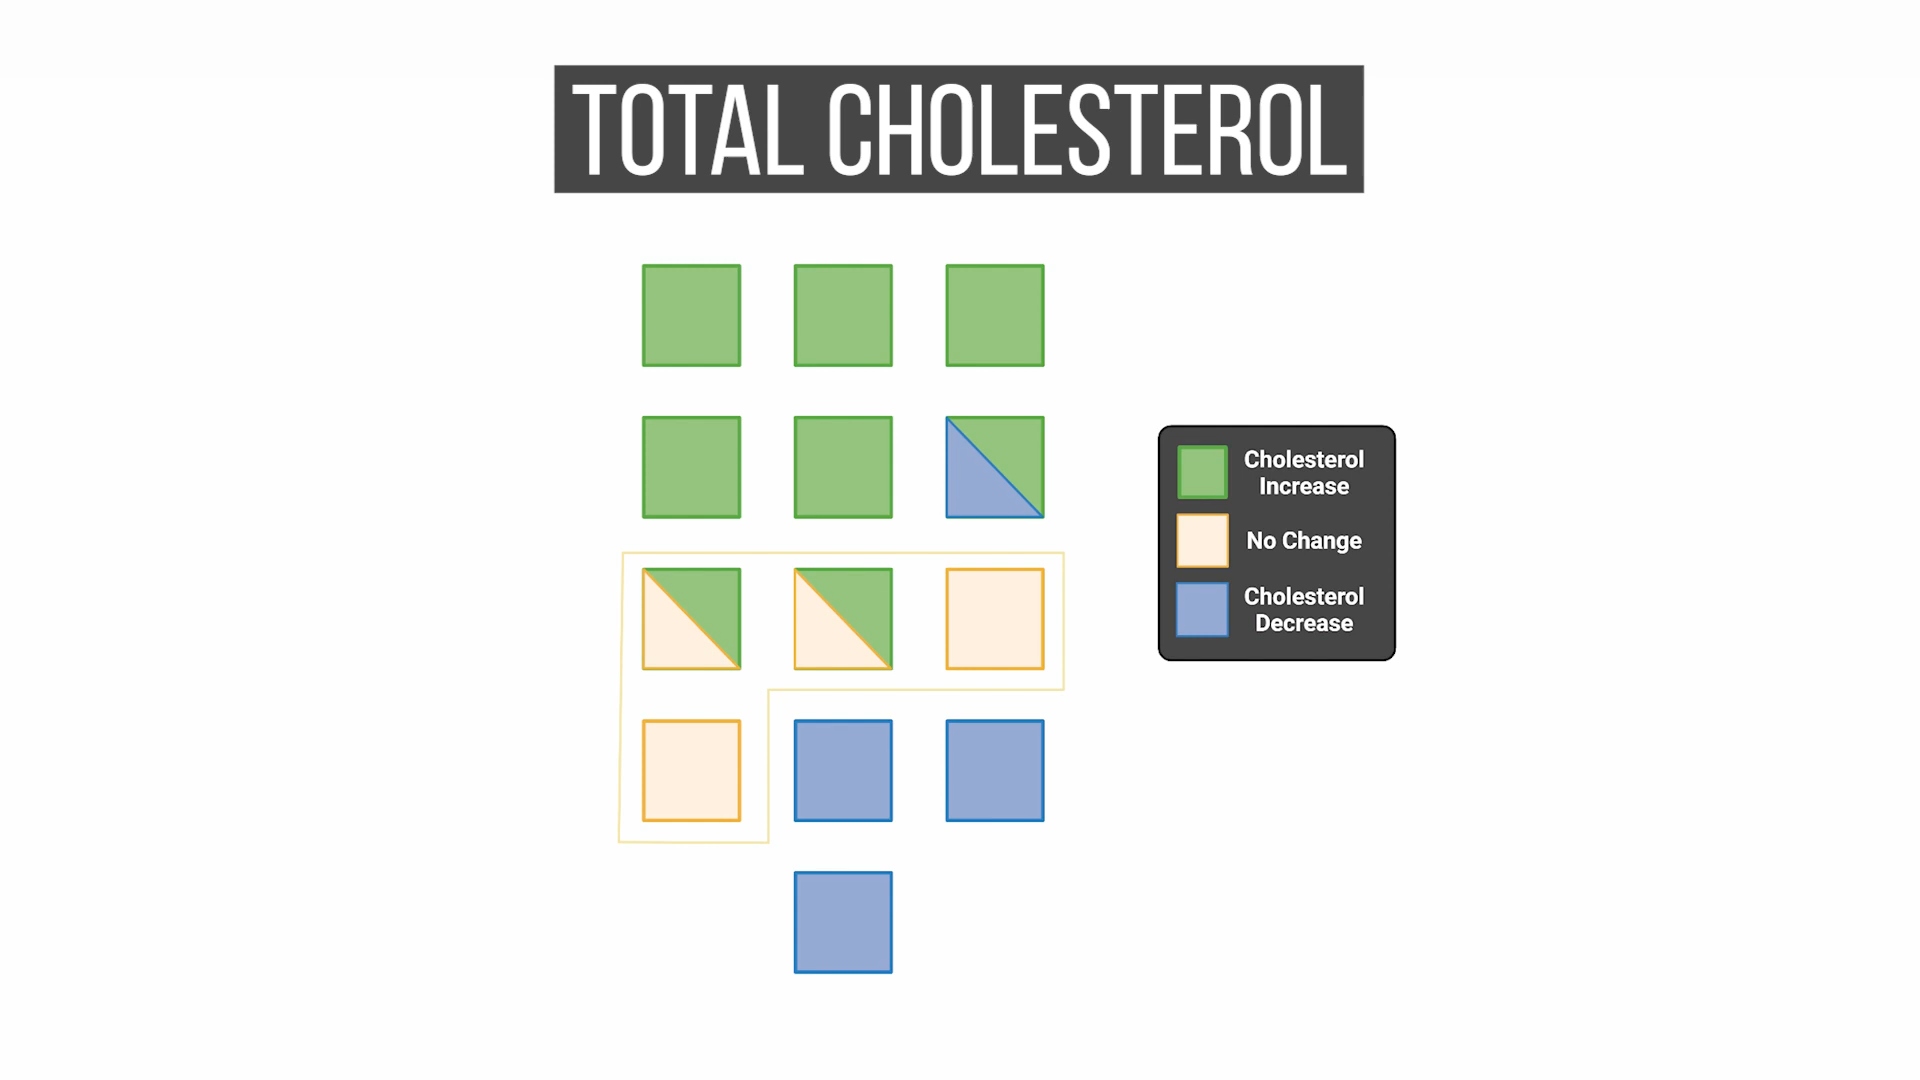 TOTAL CHOLESTEROL
Cholesterol
Increase
No Change
Cholesterol
Decrease